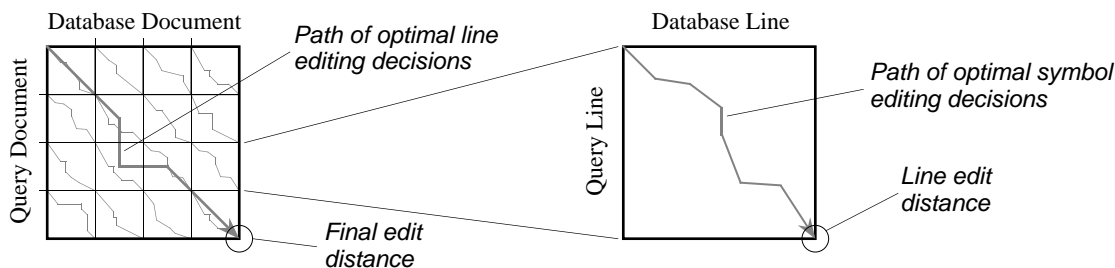 Database Document
Query Document
Path of optimal line
editing decisions
Final edit
distance
Database Line
Query Line
Path of optimal symbol
editing decisions
Line edit
distance